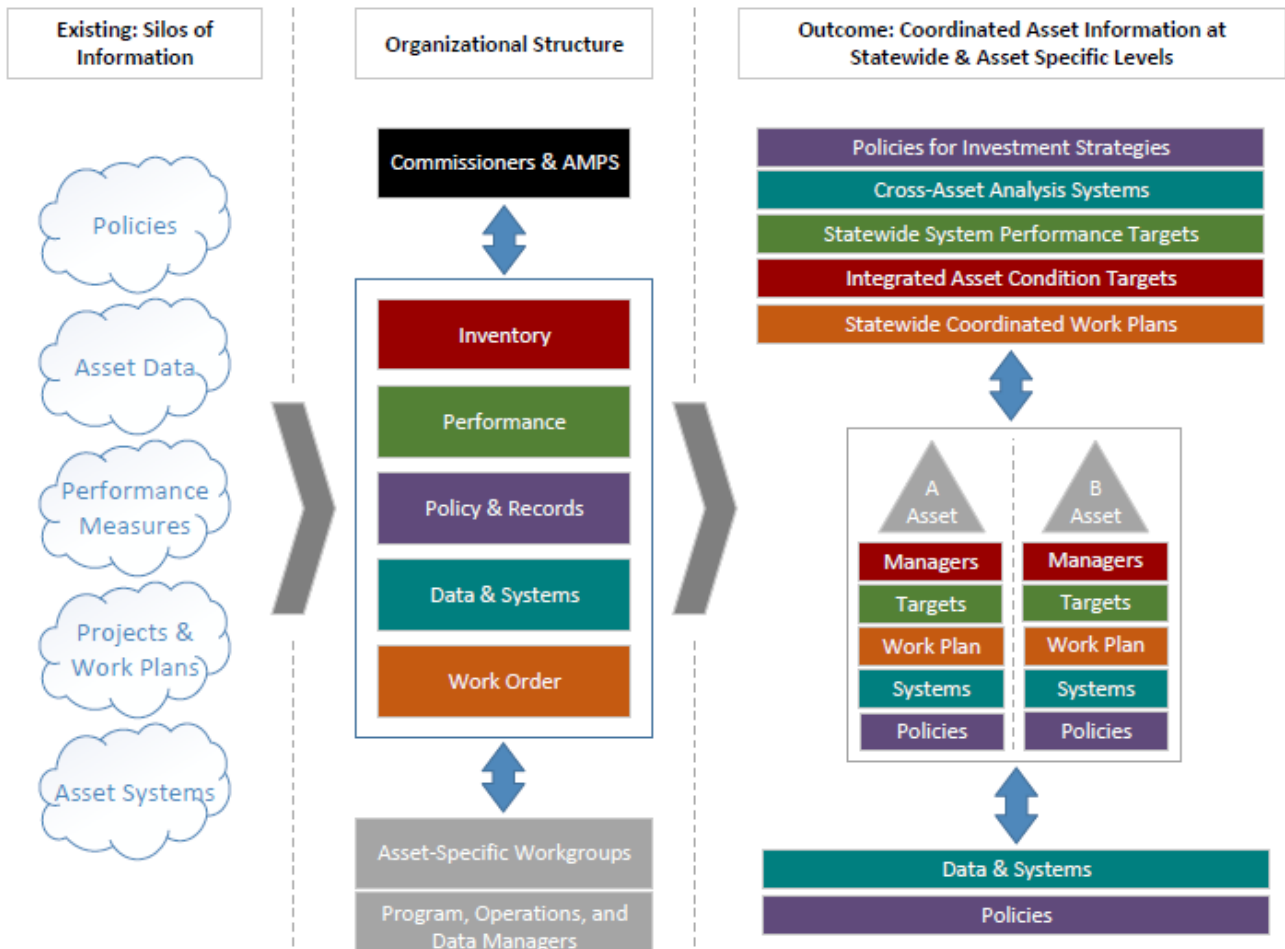 Existing: Silos of
Information
Policies
Asset Data
Performance
Measures
Projects &
Work Plans
Asset Systems
Organizational Structure
Commissioners & AMPS
Inventory
Performance
Policy & Records
Data & Systems
Work Order
Asset-Specific Workgroups
Program, Operations, and
Data Managers
Outcome: Coordinated Asset Information at
Statewide & Asset Specific Levels
Policies for Investment Strategies
Cross-Asset Analysis Systems
Statewide System Performance Targets
Integrated Asset Condition Targets
Statewide Coordinated Work Plans
A
Asset
Managers
Targets
Work Plan
Systems
Policies
B
Asset
Managers
Targets
Work Plan
Systems
Policies
Data & Systems
Policies